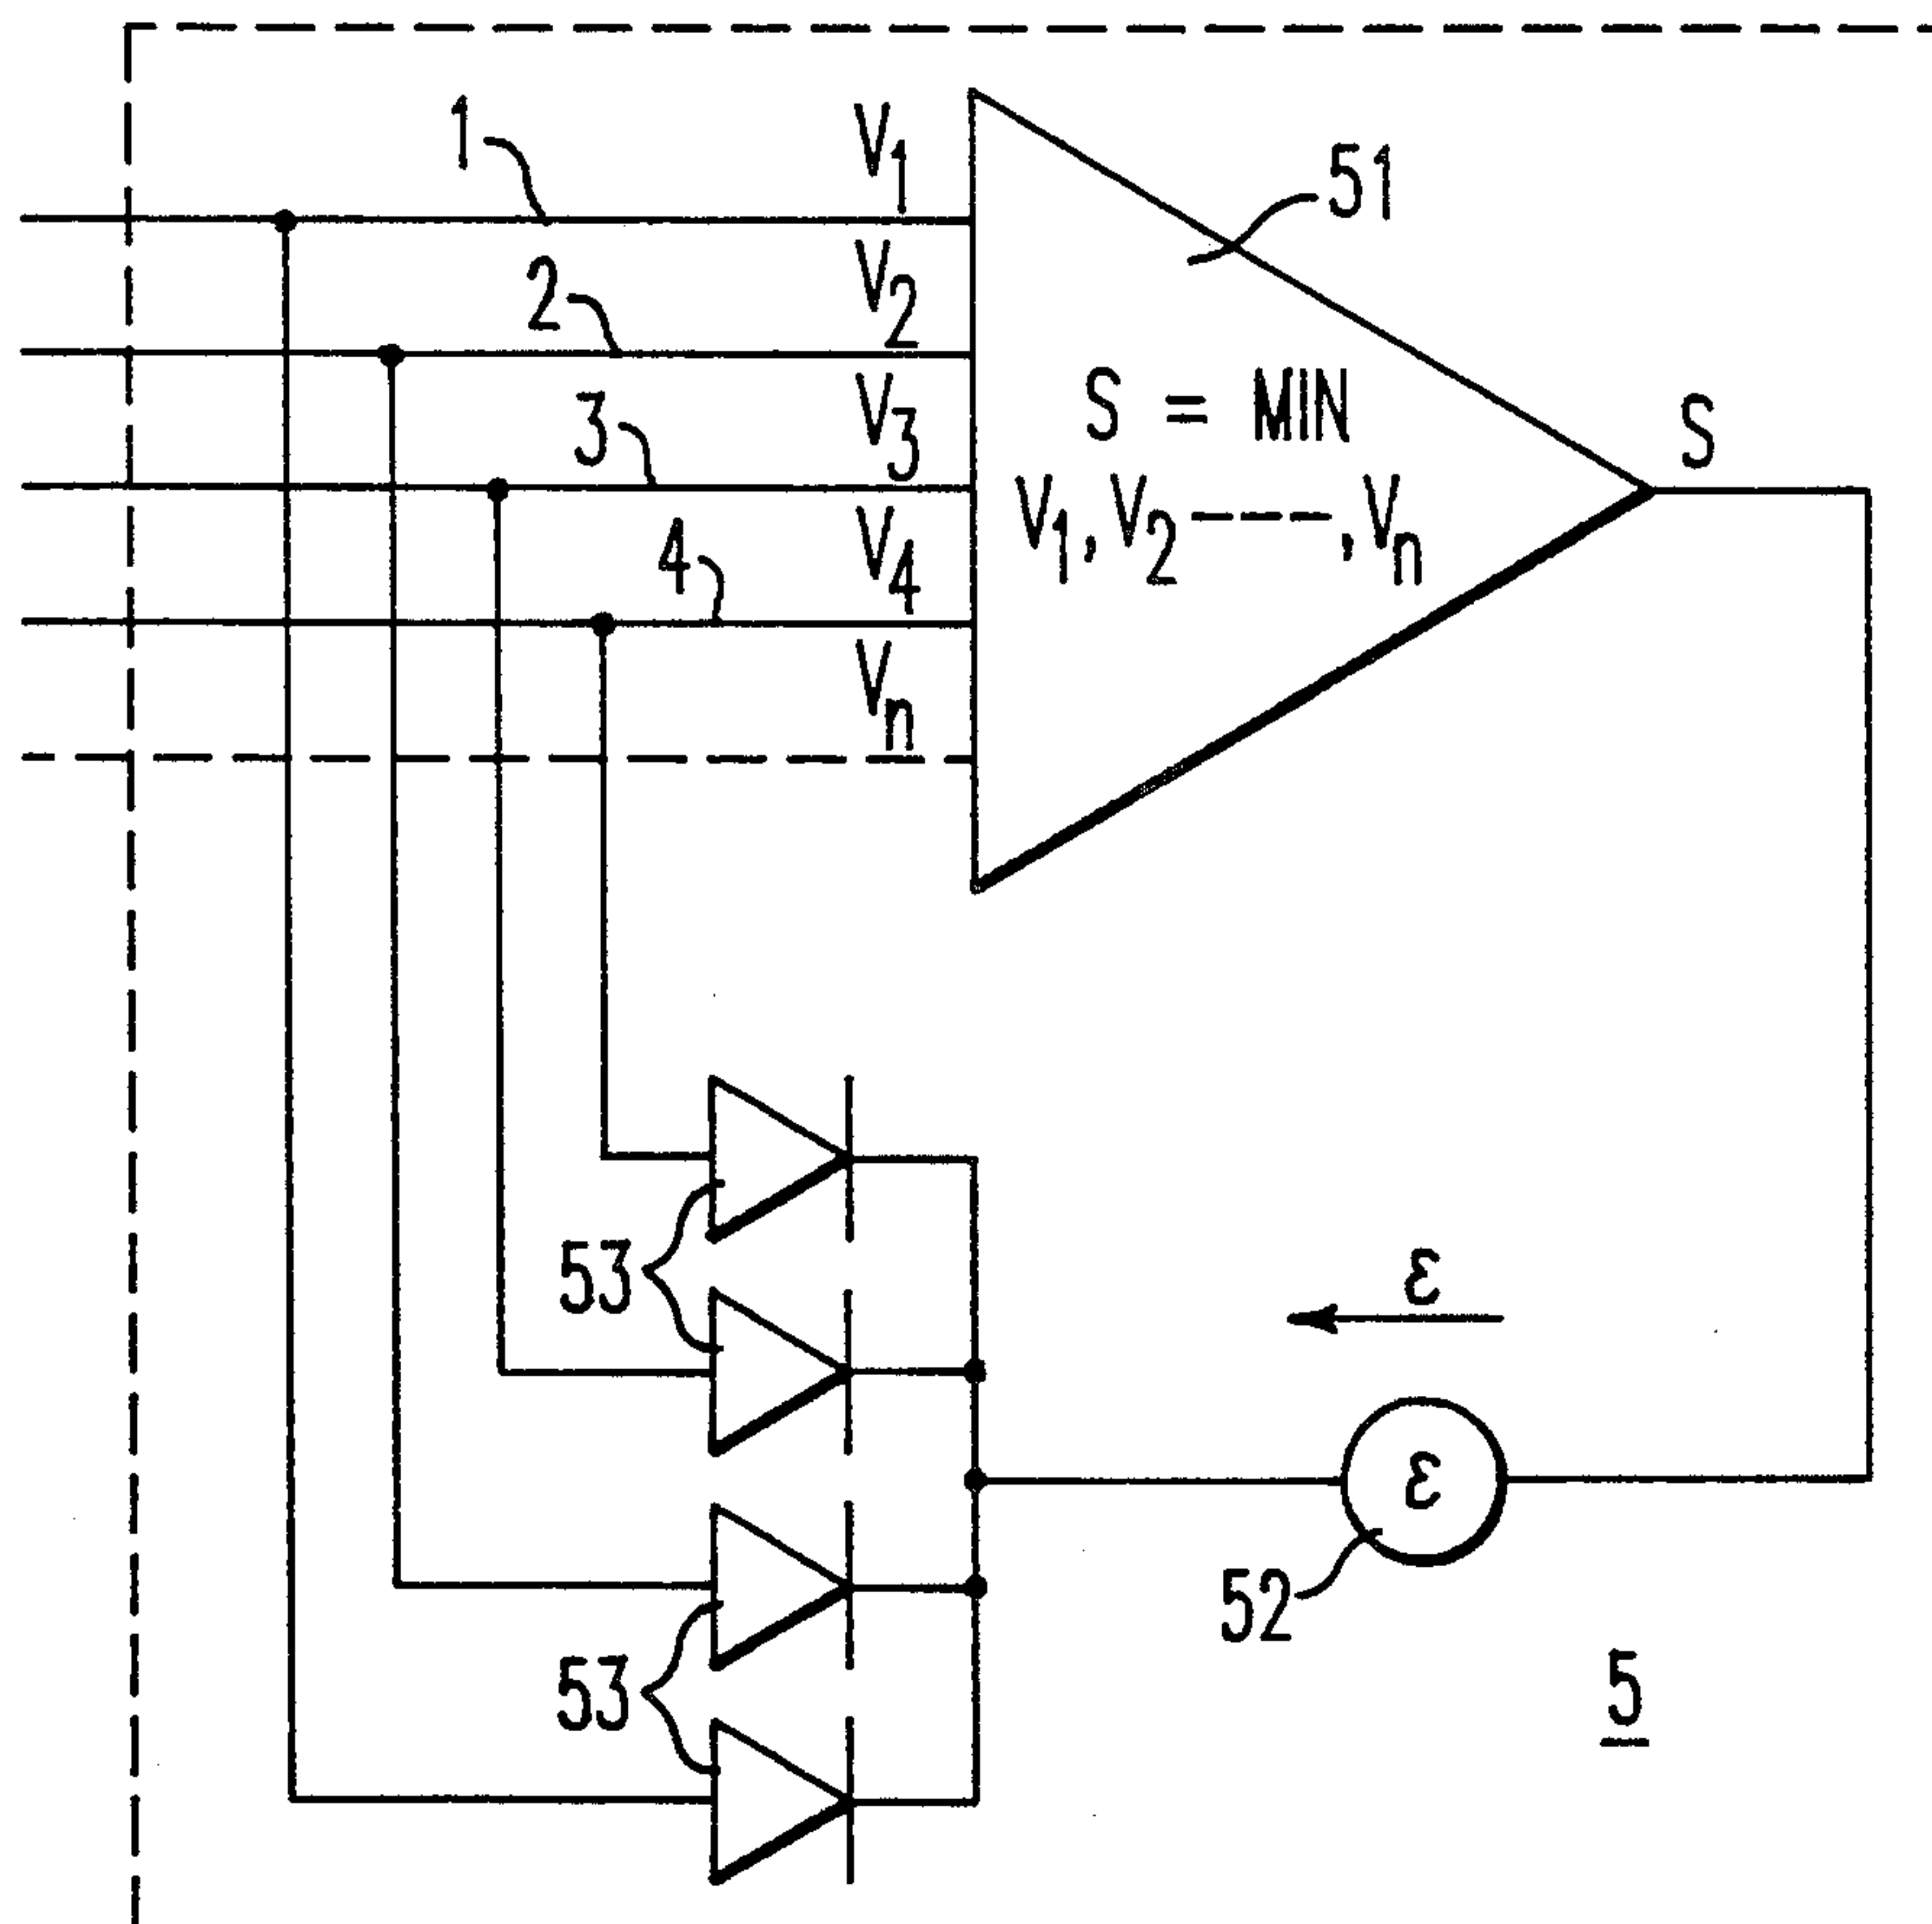 1
V1
51
2
V2
3
V3
S = MIN
V1, V2 ----, Vn
S
4
V4
Vn
53
ε
ε
52
53
5